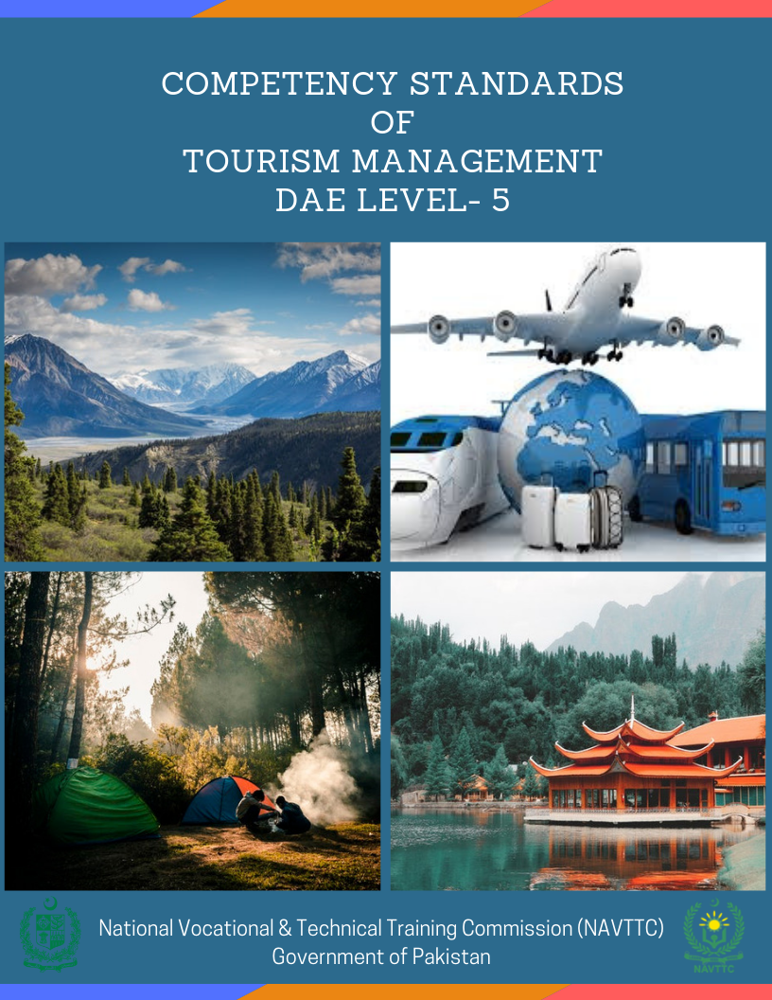 COMPETENCY STANDARDS
OF
TOURISM MANAGEMENT
DAE LEVEL- 5
National Vocational & Technical Training Commission (NAVTTC)
Government of Pakistan
NAVTTC